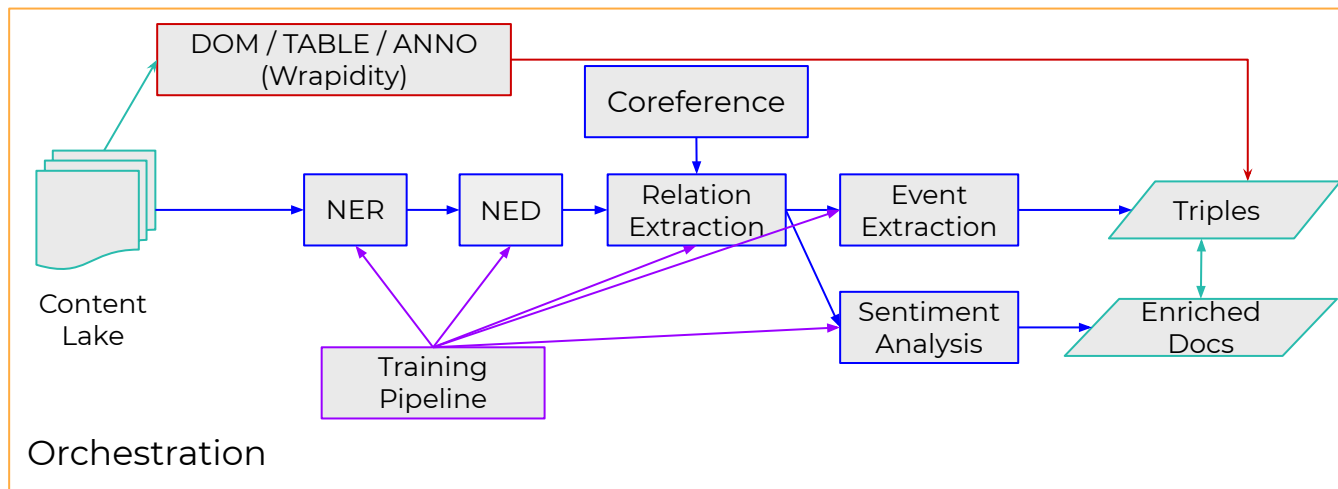 DOM / TABLE / ANNO
(Wrapidity)
Coreference
NER
NED
Relation
Extraction
Event
Extraction
Triples
Content
Lake
Sentiment
Analysis
Enriched
Docs
Training
Pipeline
Orchestration